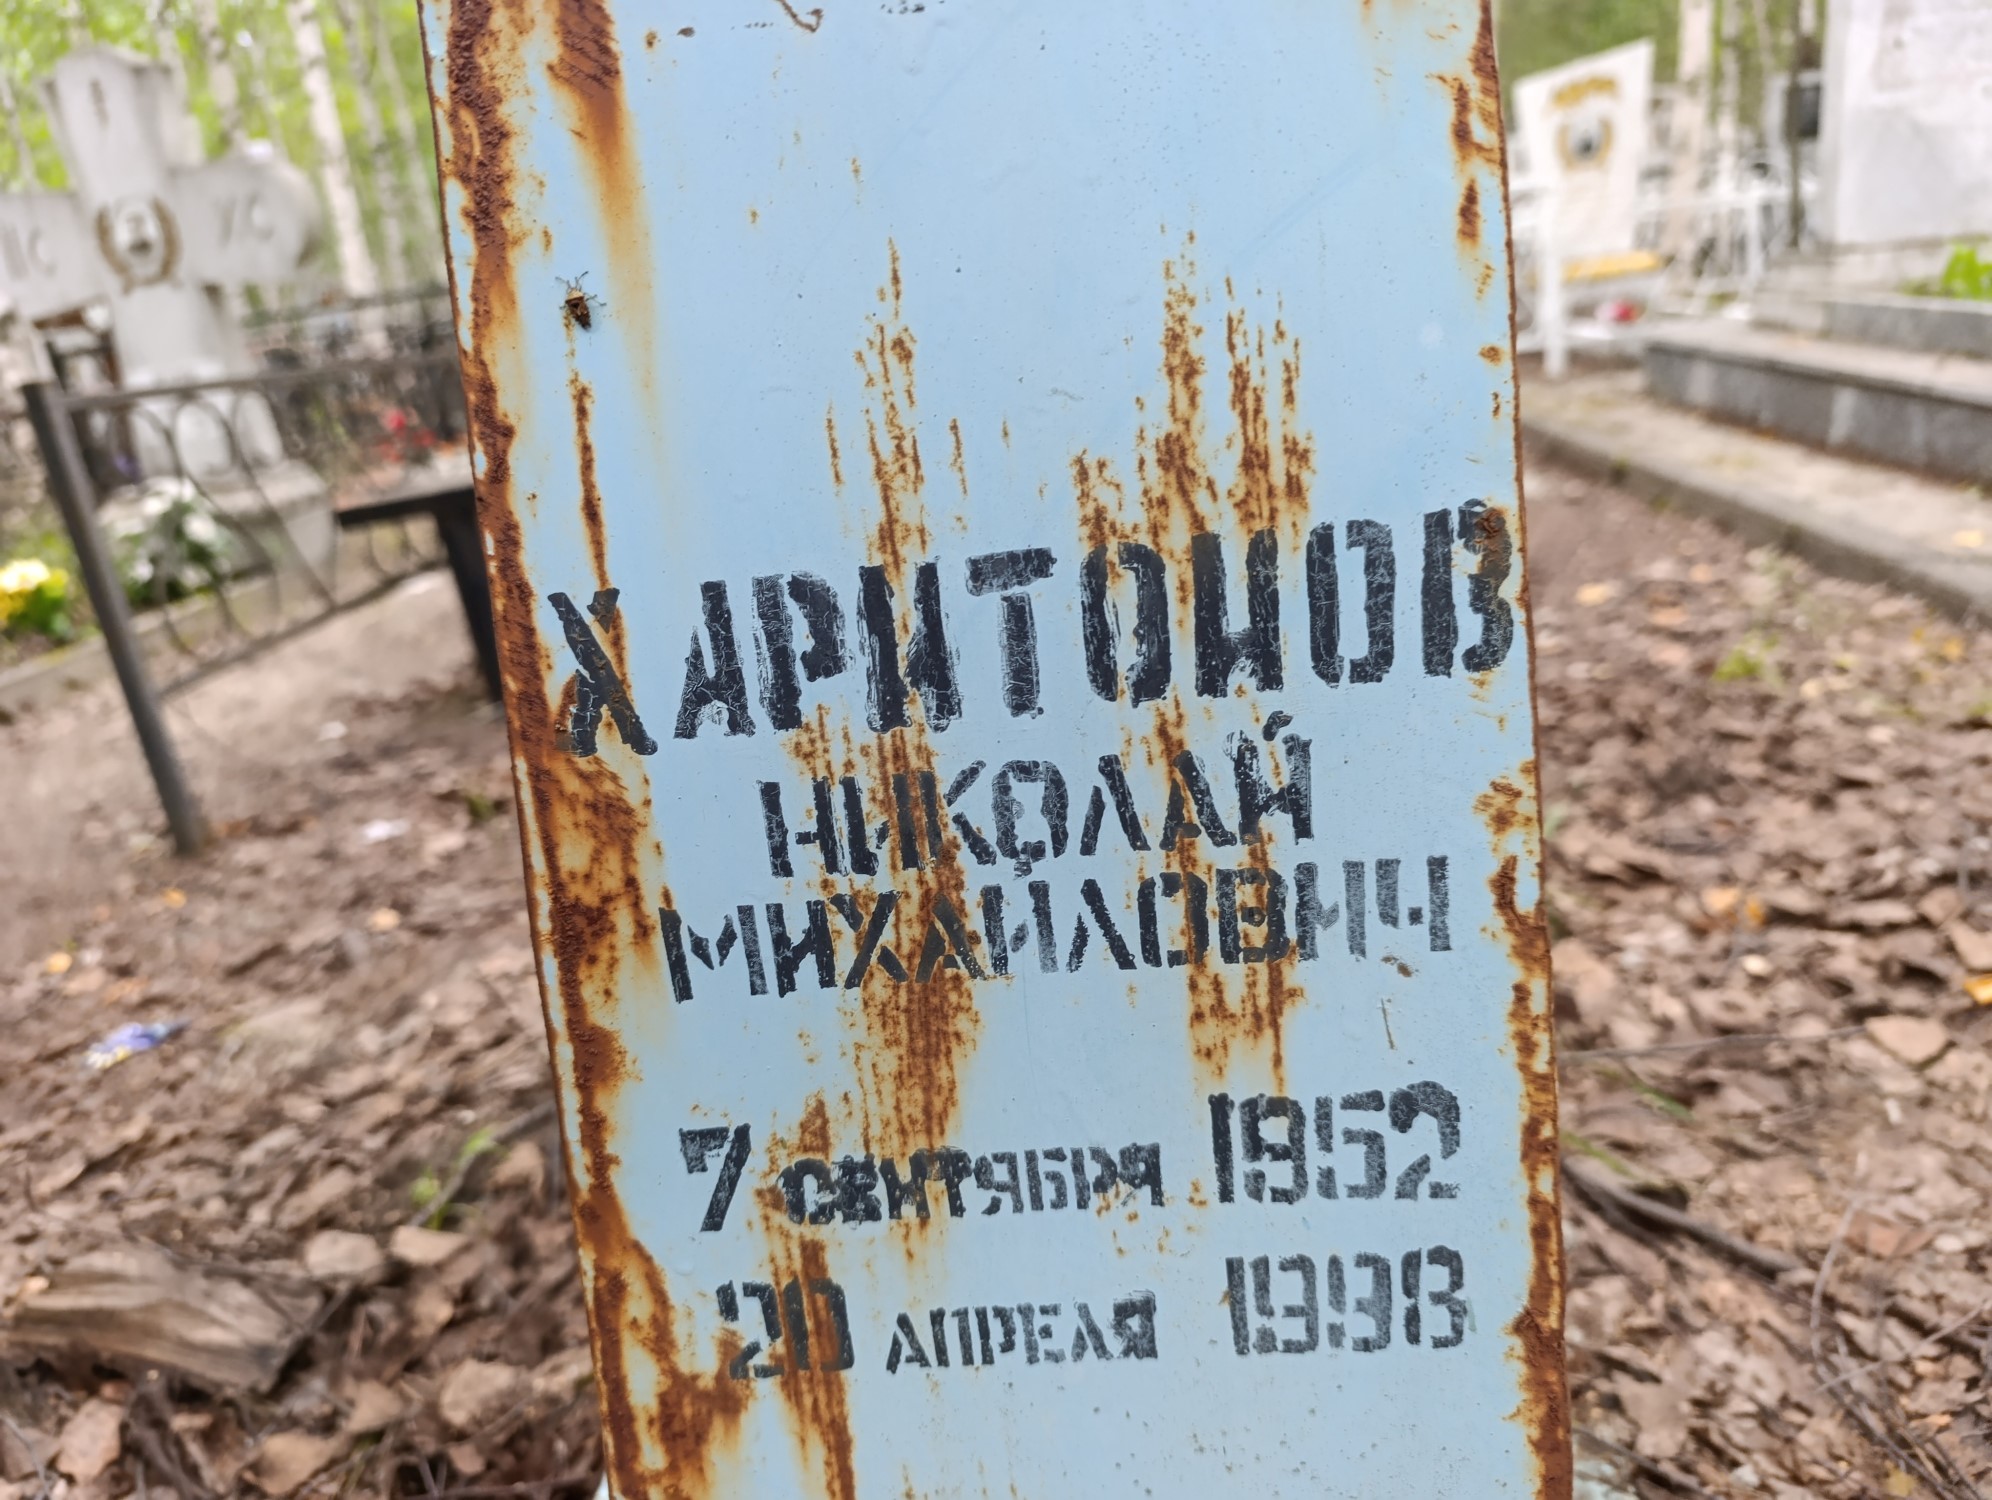 ХАРИТОНОВ
НИКОЛАЙ
МИХАЙЛОВИЧ
7 СЕНТЯБРЯ 1952
20 АПРЕЛЯ 1998